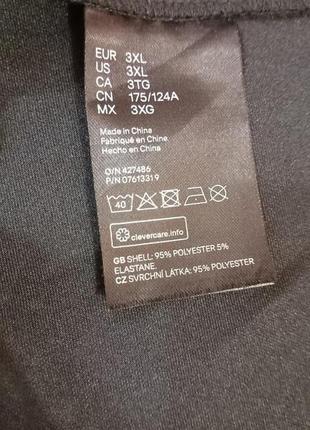 EUR 3XL
US 3XL
CA 3TG
CN 175/124A
MX 3XG
Made in China
Fabriqué en Chine
Hecho en China
O/N 427486
P/N 07613319
40
clevercare.info
GB SHELL: 95% POLYESTER 5%
ELASTANE
CZ SVRCHNÍ LÁTKA: 95% POLYESTER